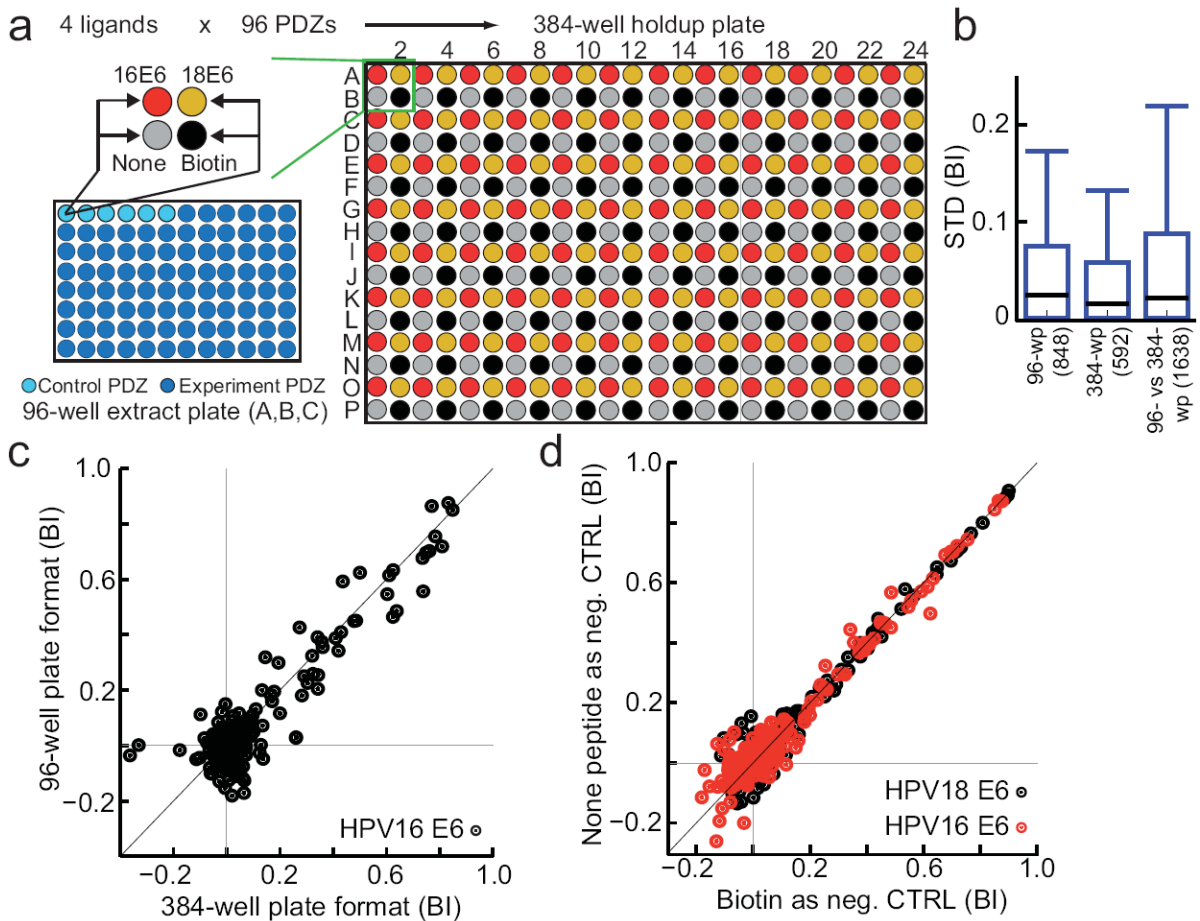 a
4 ligands x 96 PDZs 384-well holdup plate
2 4 6 8 10 12 14 16 20 22 24
16E6 18E6
None Biotin
A
B
C
D
E
F
G
H
I
J
K
L
M
N
O
P
Control PDZ Experiment PDZ
96-well extract plate (A,B,C)
b
STD (BI)
0.2
0.1
0
96-wp
(848)
384-wp
(592)
96- vs 384-
wp (1638)
c
96-well plate format (BI)
1.0
0.6
0.2
−0.2
HPV16 E6
−0.2 0.2 0.6 1.0
384-well plate format (BI)
d
None peptide as neg. CTRL (BI)
1.0
0.6
0.2
−0.2
HPV18 E6
HPV16 E6
−0.2 0.2 0.6 1.0
Biotin as neg. CTRL (BI)